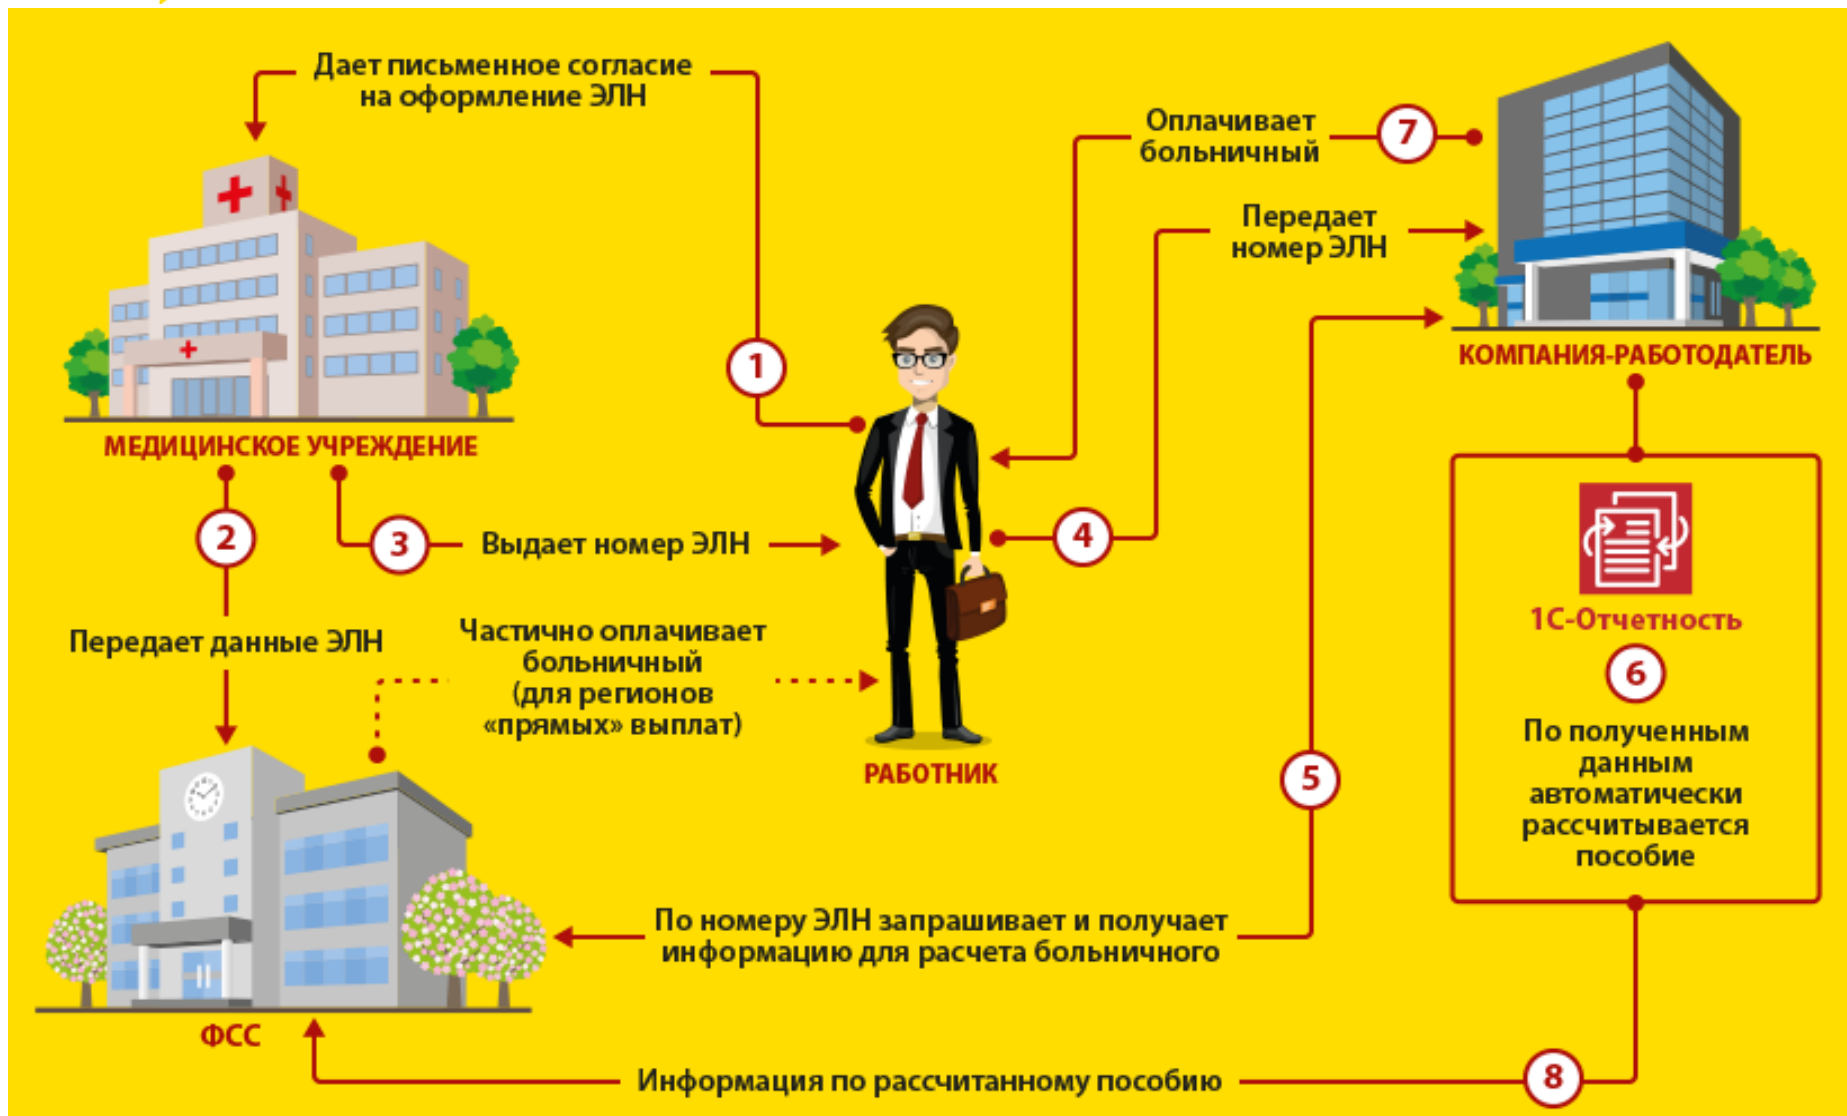 Дает письменное согласие
на оформление ЭЛН
Оплачивает
больничный
7
Передает
номер ЭЛН
1
КОМПАНИЯ-РАБОТОДАТЕЛЬ
МЕДИЦИНСКОЕ УЧРЕЖДЕНИЕ
2
3
Выдает номер ЭЛН
4
Передает данные ЭЛН
Частично оплачивает
больничный
(для регионов
«прямых» выплат)
РАБОТНИК
1С-Отчетность
6
По полученным
данным
автоматически
рассчитывается
пособие
5
По номеру ЭЛН запрашивает и получает
информацию для расчета больничного
ФСС
Информация по рассчитанному пособию
8